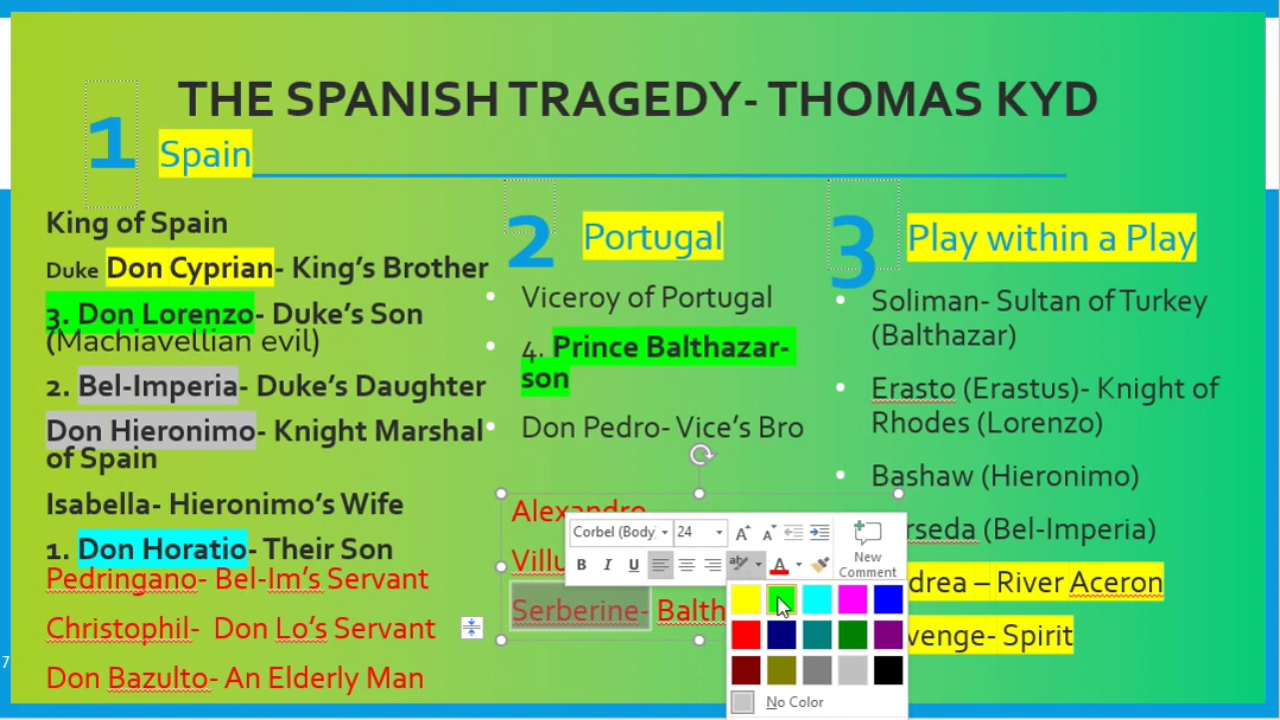 THE SPANISH TRAGEDY- THOMAS KYD
1
Spain
King of Spain
Duke Don Cyprian- King's Brother
3. Don Lorenzo- Duke's Son
(Machiavellian evil)
2. Bel-Imperia- Duke's Daughter
Don Hieronimo- Knight Marshal
of Spain
Isabella- Hieronimo's Wife
1. Don Horatio- Their Son
Pedringano- Bel-Im's Servant
Christophil- Don Lo's Servant
Don Bazulto- An Elderly Man
7
2
Portugal
• Viceroy of Portugal
• 4. Prince Balthazar-
son
• Don Pedro- Vice's Bro
Alexandro
Serberine- Balth
3
Play within a Play
• Soliman- Sultan of Turkey
(Balthazar)
• Erasto (Erastus)- Knight of
Rhodes (Lorenzo)
• Bashaw (Hieronimo)
(Bel-Imperia)
– River Aceron
Spirit
Corbel (Body 24 A A
B I U aby A
New
Comment
No Color